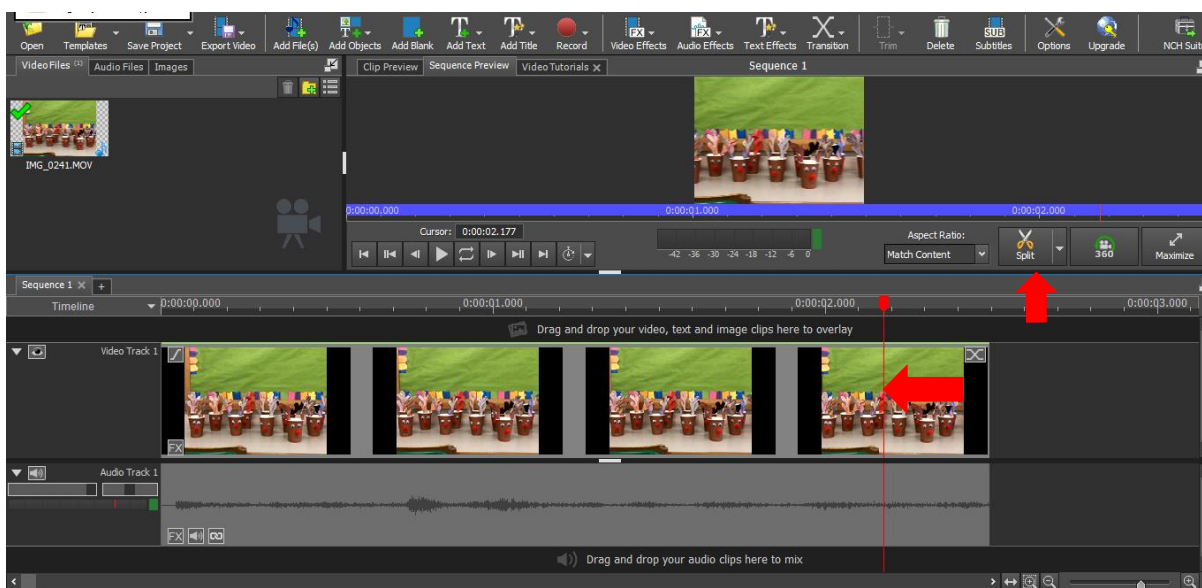 Open Templates Save Project Export Video Add File(s) Add Objects Add Blank Add Text Add Title Record Video Effects Audio Effects Text Effects Transition Trim Delete Subtitles Options Upgrade NCH Suit
Video Files (1) Audio Files Images
Clip Preview Sequence Preview Video Tutorials Sequence 1
IMG_0241.MOV
0:00:00.000 0:00:01.000 0:00:02.000
Cursor: 0:00:02.177
-42 -36 -30 -24 -18 -12 -6 0
Aspect Ratio:
Match Content
Split
360
Maximize
Sequence 1
Timeline 0:00:00.000 0:00:01.000 0:00:02.000 0:00:03.000
Drag and drop your video, text and image clips here to overlay
Video Track 1
FX
Audio Track 1
FX
Drag and drop your audio clips here to mix